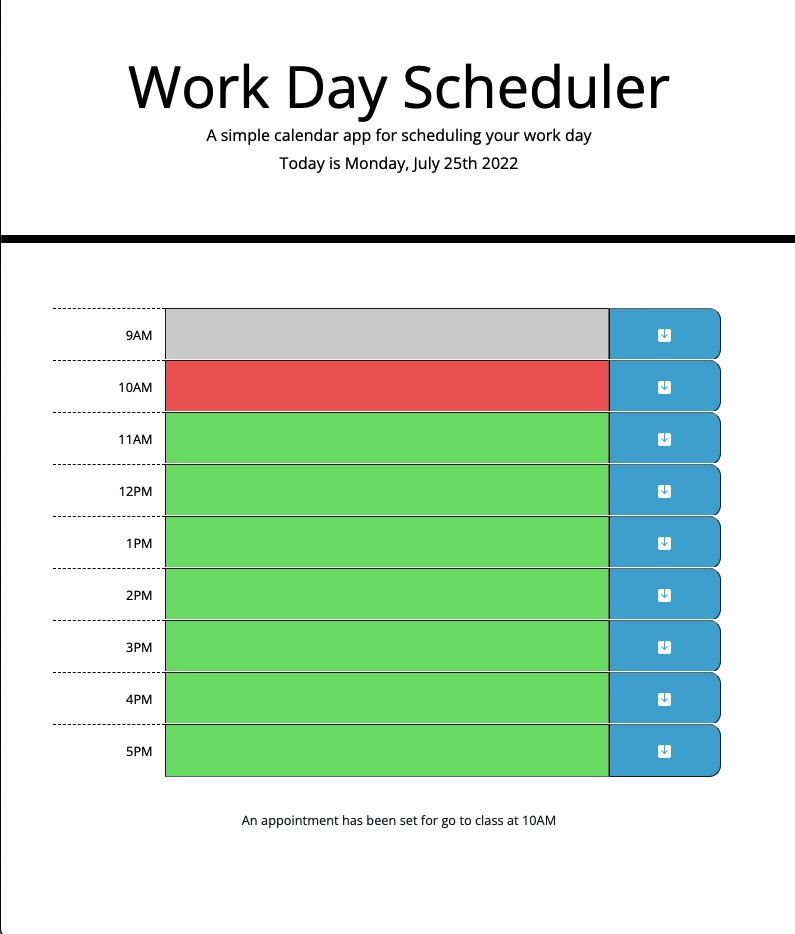 Work Day Scheduler
A simple calendar app for scheduling your work day
Today is Monday, July 25th 2022
9AM
10AM
11AM
12PM
1PM
2PM
3PM
4PM
5PM
An appointment has been set for go to class at 10AM